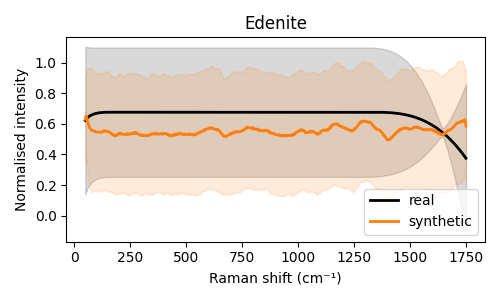 Edenite
Normalised intensity
1.0
0.8
0.6
0.4
0.2
0.0
real
synthetic
0 250 500 750 1000 1250 1500 1750
Raman shift (cm⁻¹)